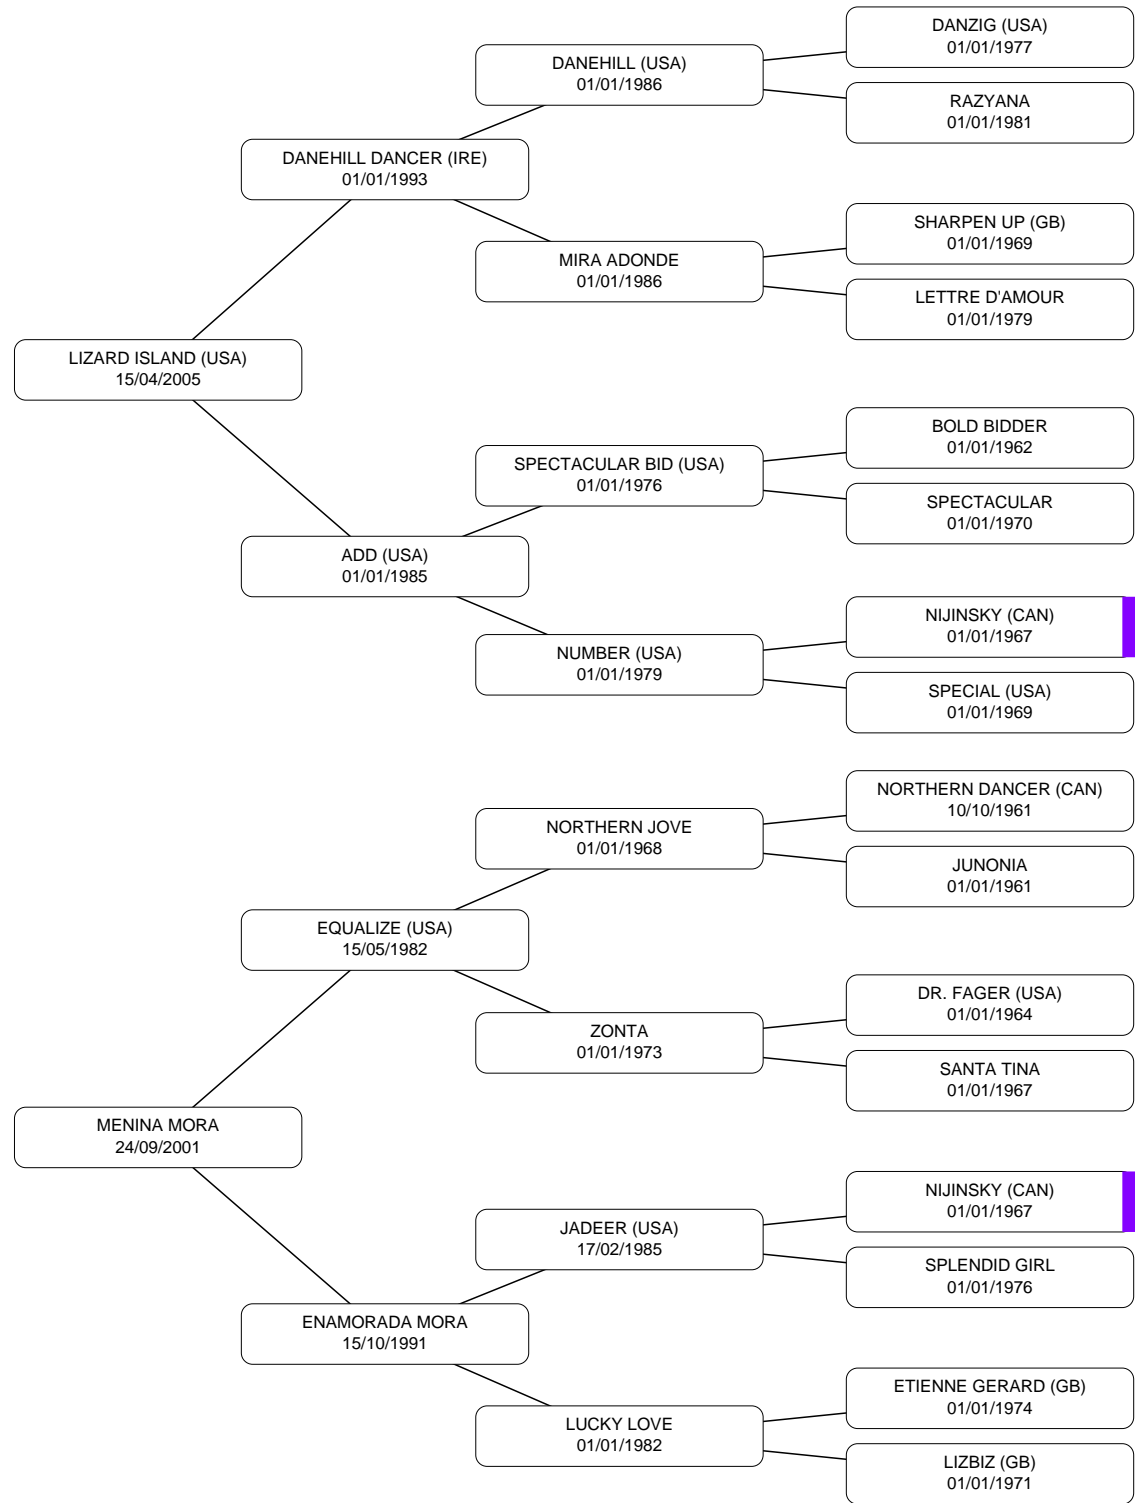 DANZIG (USA)
01/01/1977
DANEHILL (USA)
01/01/1986
RAZYANA
01/01/1981
DANEHILL DANCER (IRE)
01/01/1993
SHARPEN UP (GB)
01/01/1969
MIRA ADONDE
01/01/1986
LETTRE D'AMOUR
01/01/1979
LIZARD ISLAND (USA)
15/04/2005
BOLD BIDDER
01/01/1962
SPECTACULAR BID (USA)
01/01/1976
SPECTACULAR
01/01/1970
ADD (USA)
01/01/1985
NIJINSKY (CAN)
01/01/1967
NUMBER (USA)
01/01/1979
SPECIAL (USA)
01/01/1969
NORTHERN DANCER (CAN)
10/10/1961
NORTHERN JOVE
01/01/1968
JUNONIA
01/01/1961
EQUALIZE (USA)
15/05/1982
DR. FAGER (USA)
01/01/1964
ZONTA
01/01/1973
SANTA TINA
01/01/1967
MENINA MORA
24/09/2001
NIJINSKY (CAN)
01/01/1967
JADEER (USA)
17/02/1985
SPLENDID GIRL
01/01/1976
ENAMORADA MORA
15/10/1991
ETIENNE GERARD (GB)
01/01/1974
LUCKY LOVE
01/01/1982
LIZBIZ (GB)
01/01/1971